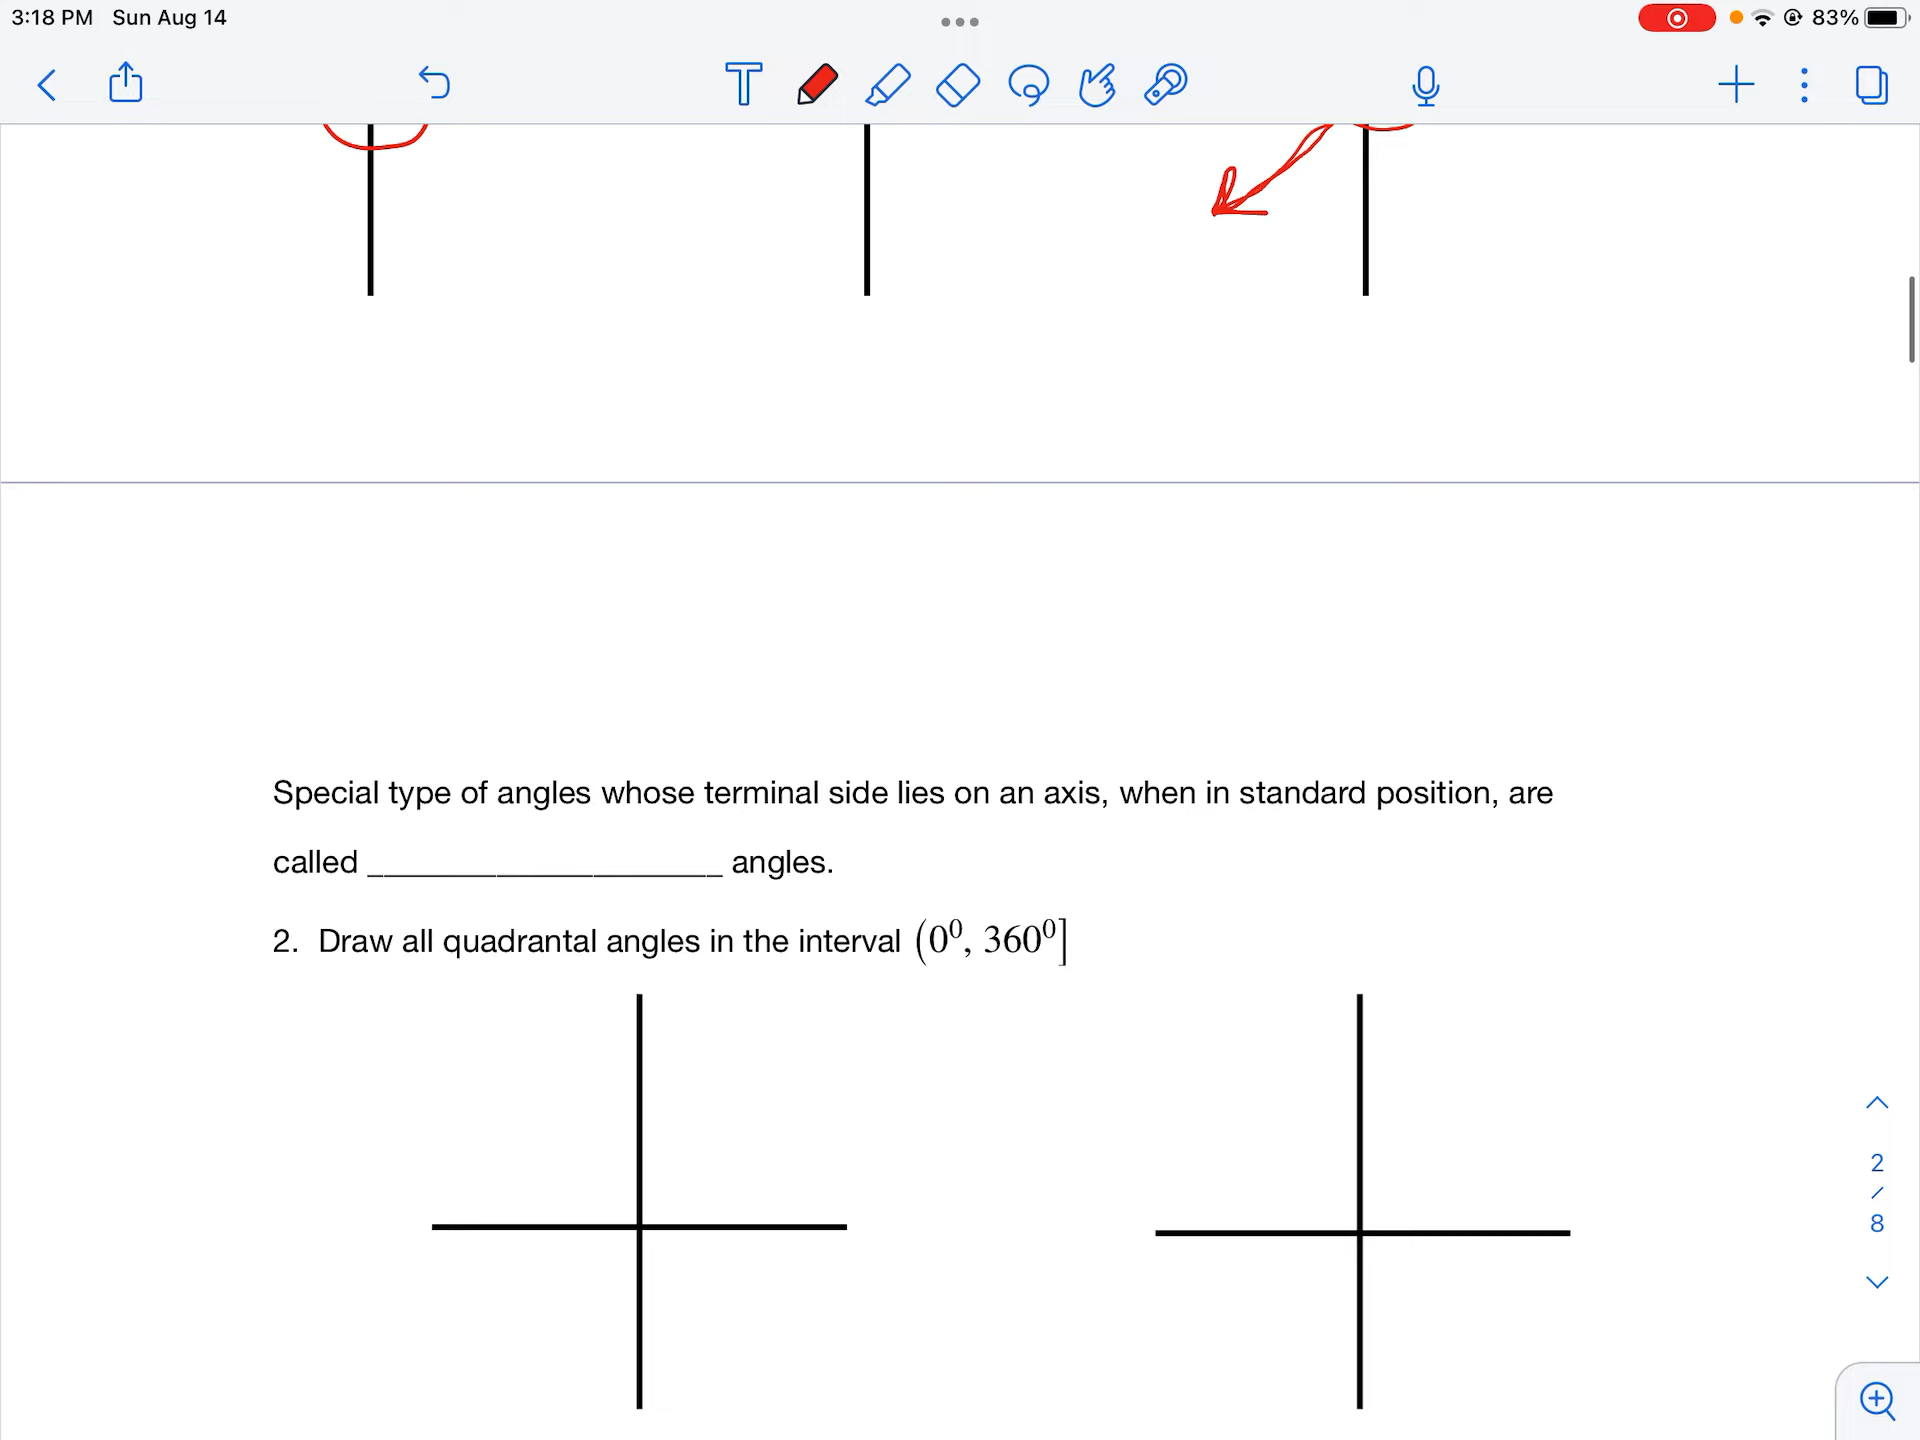 3:18 PM Sun Aug 14
83%
T
Special type of angles whose terminal side lies on an axis, when in standard position, are
called ______________________ angles.
2. Draw all quadrantal angles in the interval (0⁰, 360⁰]
2
/
8